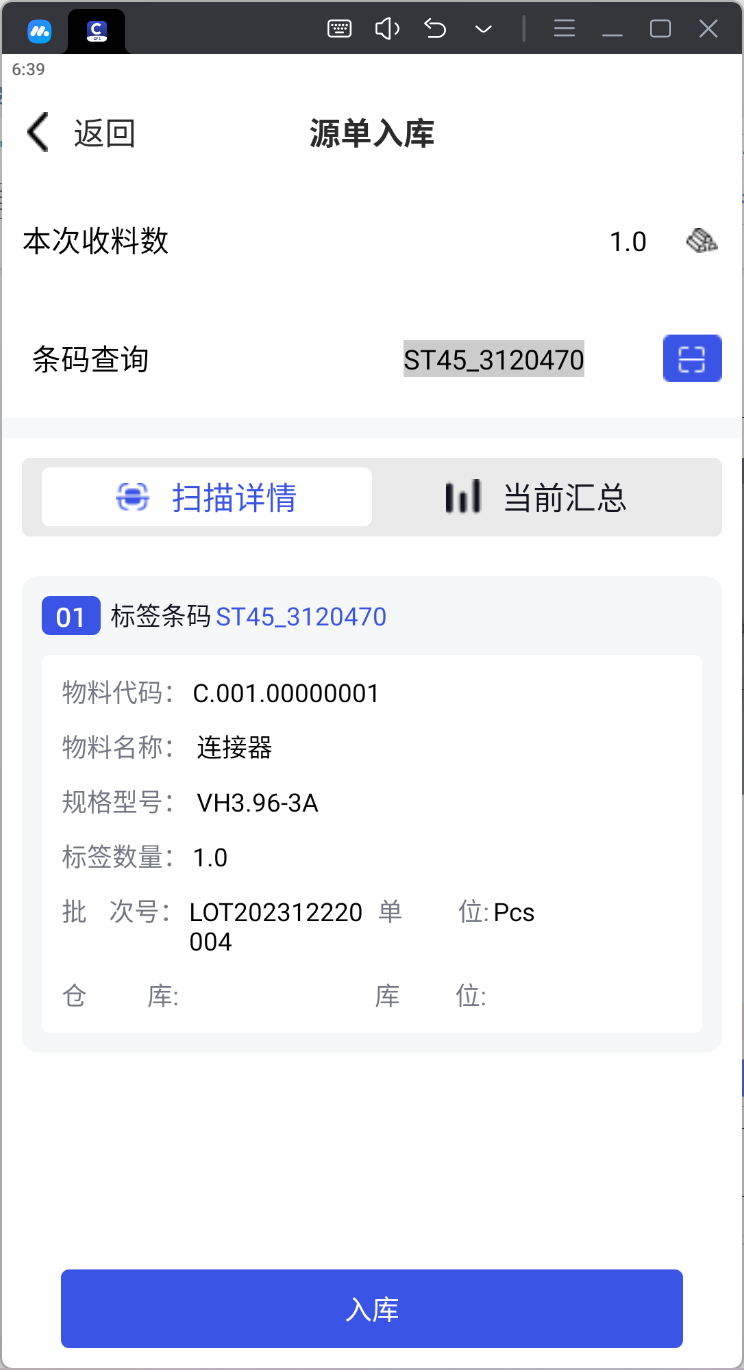 6:39
返回
源单入库
本次收料数 1.0
条码查询 ST45_3120470
扫描详情 当前汇总
01 标签条码 ST45_3120470
物料代码： C.001.00000001
物料名称： 连接器
规格型号： VH3.96-3A
标签数量： 1.0
批 次号： LOT202312220 单 位: Pcs
004
仓 库: 库 位:
入库